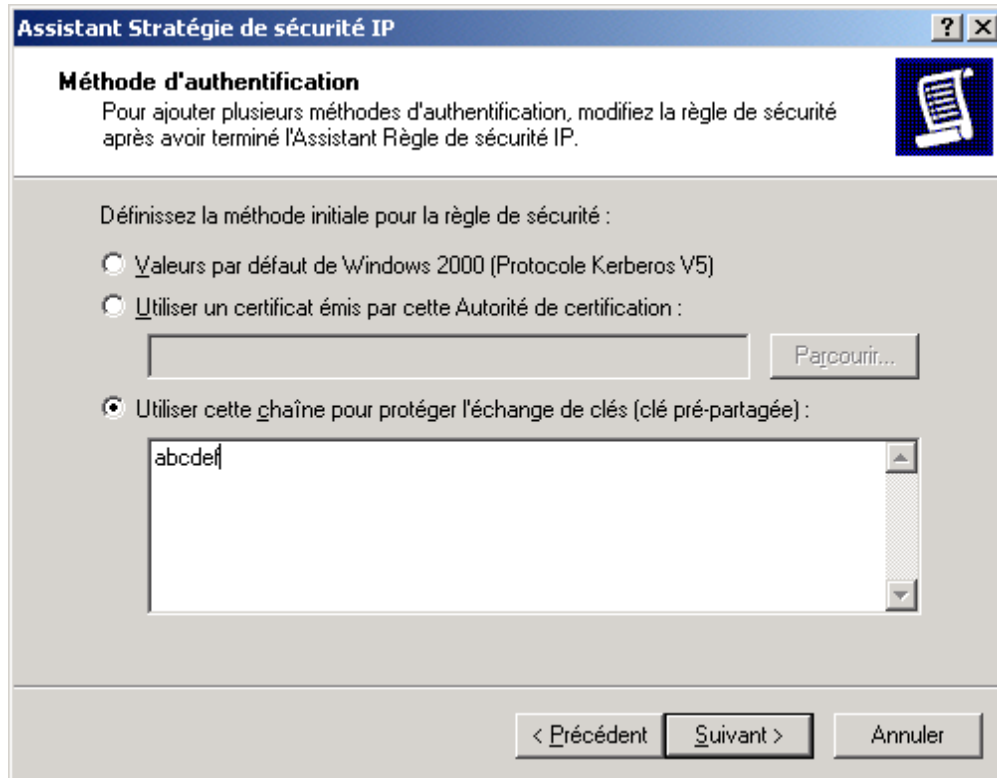 Assistant Stratégie de sécurité IP
Méthode d'authentification
Pour ajouter plusieurs méthodes d'authentification, modifiez la règle de sécurité
après avoir terminé l'Assistant Règle de sécurité IP.
Définissez la méthode initiale pour la règle de sécurité :
Valeurs par défaut de Windows 2000 (Protocole Kerberos V5)
Utiliser un certificat émis par cette Autorité de certification :
Parcourir...
Utiliser cette chaîne pour protéger l'échange de clés (clé pré-partagée) :
abcdef
< Précédent Suivant > Annuler